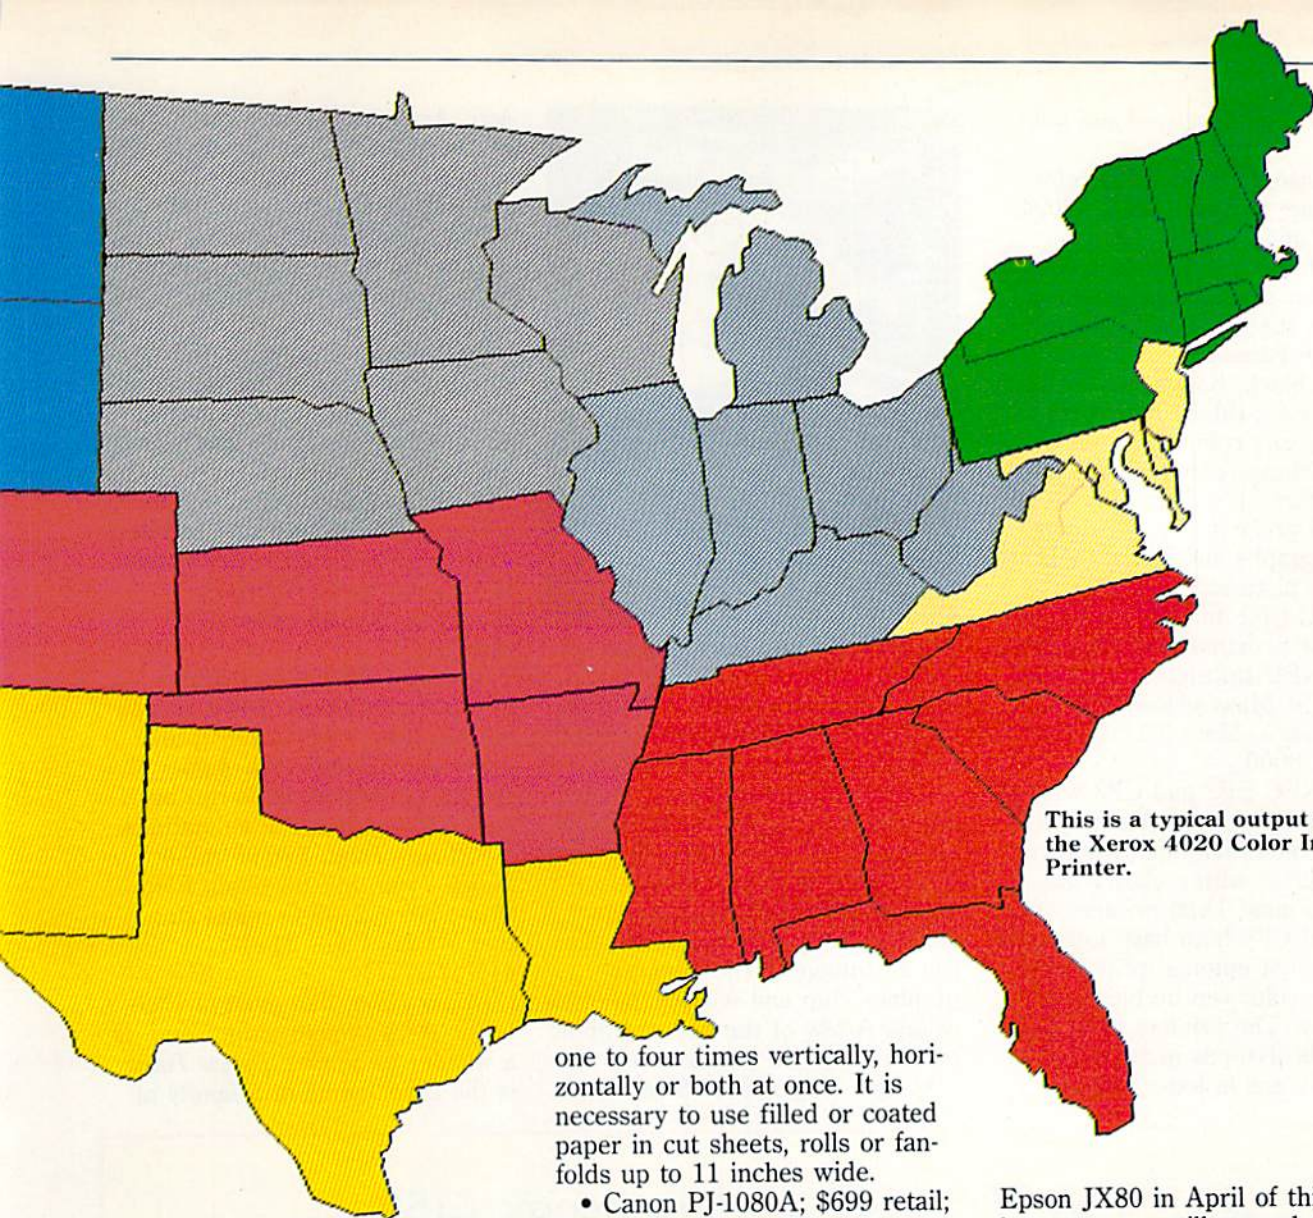 This is a typical output
the Xerox 4020 Color
Printer.
one to four times vertically, hori-
zontally or both at once. It is
necessary to use filled or coated
paper in cut sheets, rolls or fan-
folds up to 11 inches wide.
• Canon PJ-1080A; $699 retail;
Epson JX80 in April of